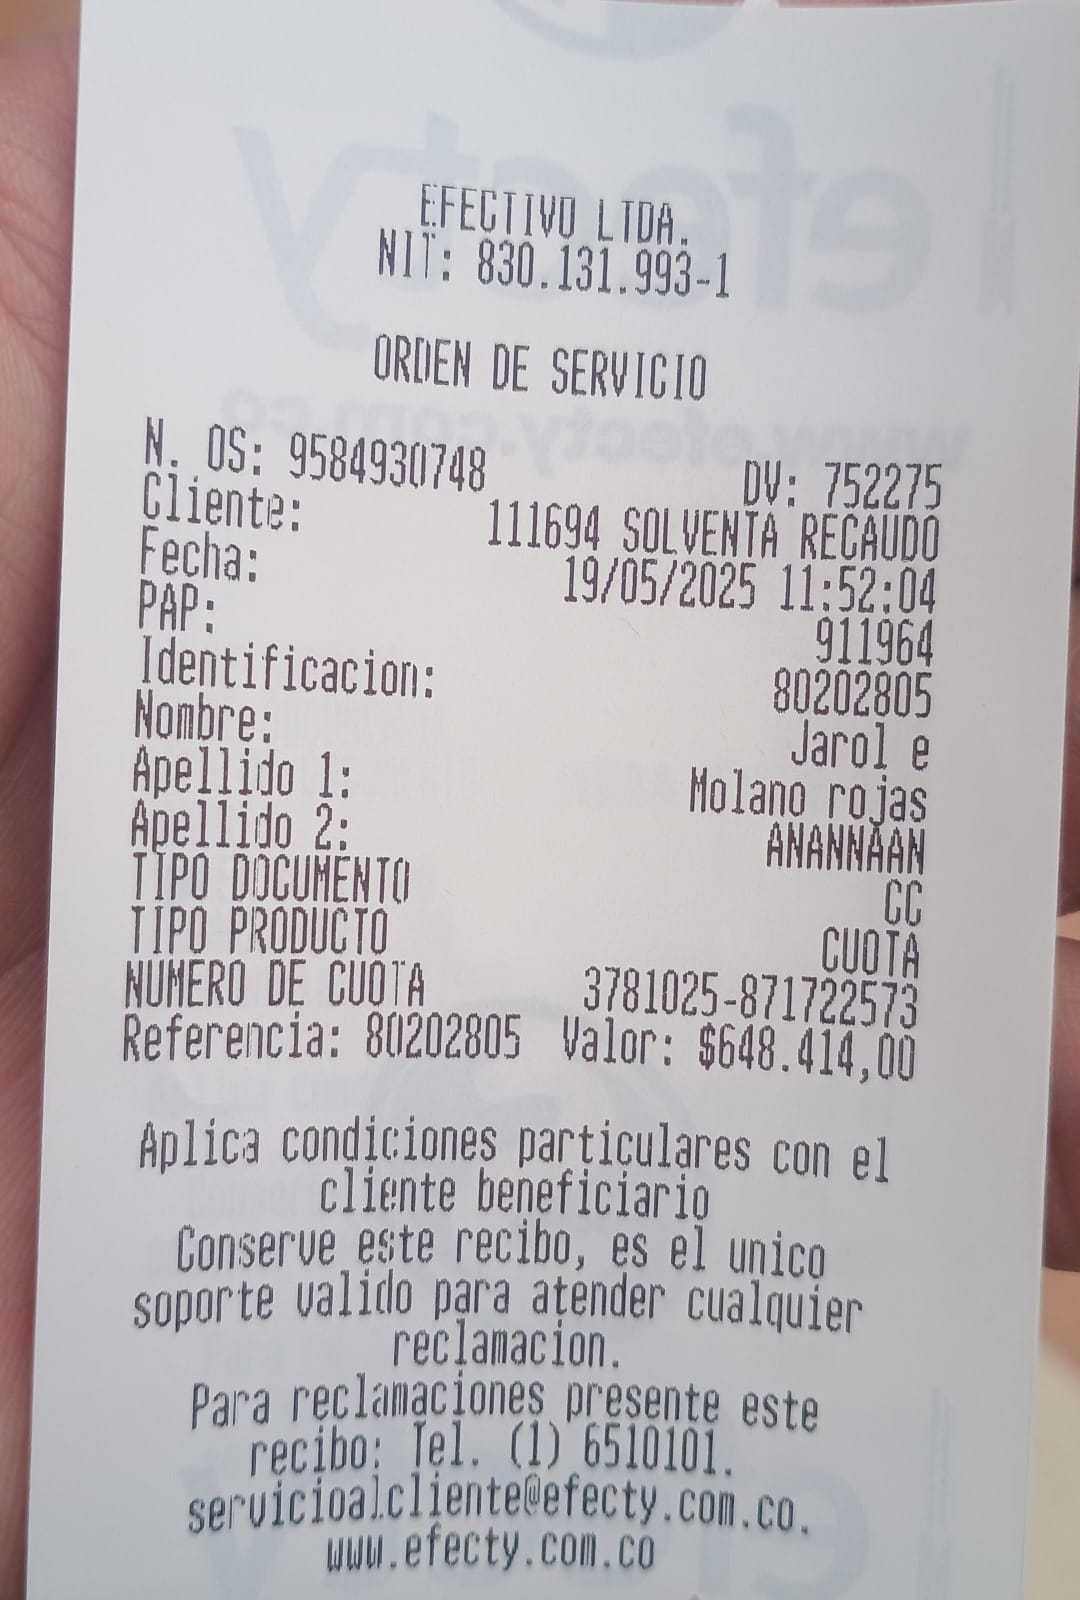 EFECTIVO LTDA.
NIT: 830.131.993-1
ORDEN DE SERVICIO
N. OS: 9584930748 DV: 752275
Cliente: 111694 SOLVENTA RECAUDO
Fecha: 19/05/2025 11:52:04
PAP: 911964
Identificacion: 80202805
Nombre: Jarol e
Apellido 1: Molano rojas
Apellido 2: ANANNAAN
TIPO DOCUMENTO CC
TIPO PRODUCTO CUOTA
NUMERO DE CUOTA 3781025-871722573
Referencia: 80202805 Valor: $648.414,00
Aplica condiciones particulares con el
cliente beneficiario
Conserve este recibo, es el unico
soporte valido para atender cualquier
reclamacion.
Para reclamaciones presente este
recibo: Tel. (1) 6510101.
servicioalcliente@efecty.com.co.
www.efecty.com.co